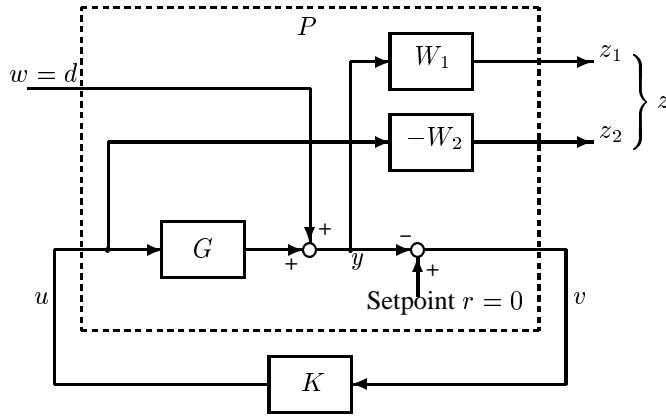 P
W₁
z₁
w = d
z
−W₂
z₂
+
G
−
+
y
+
u
Setpoint r = 0
v
K